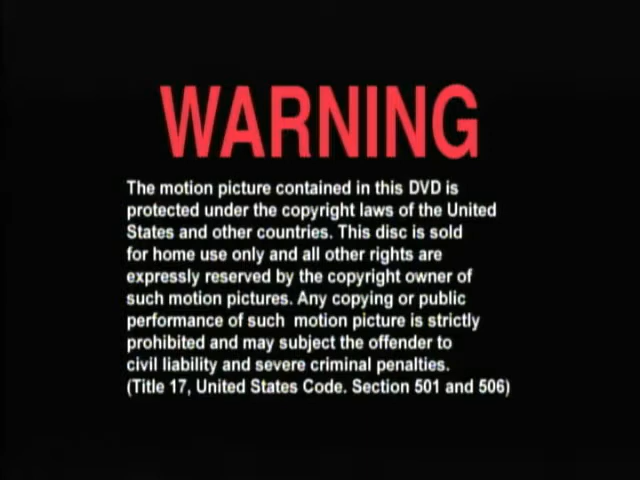 WARNING
The motion picture contained in this DVD is
protected under the copyright laws of the United
States and other countries. This disc is sold
for home use only and all other rights are
expressly reserved by the copyright owner of
such motion pictures. Any copying or public
performance of such  motion picture is strictly
prohibited and may subject the offender to
civil liability and severe criminal penalties.
(Title 17, United States Code. Section 501 and 506)